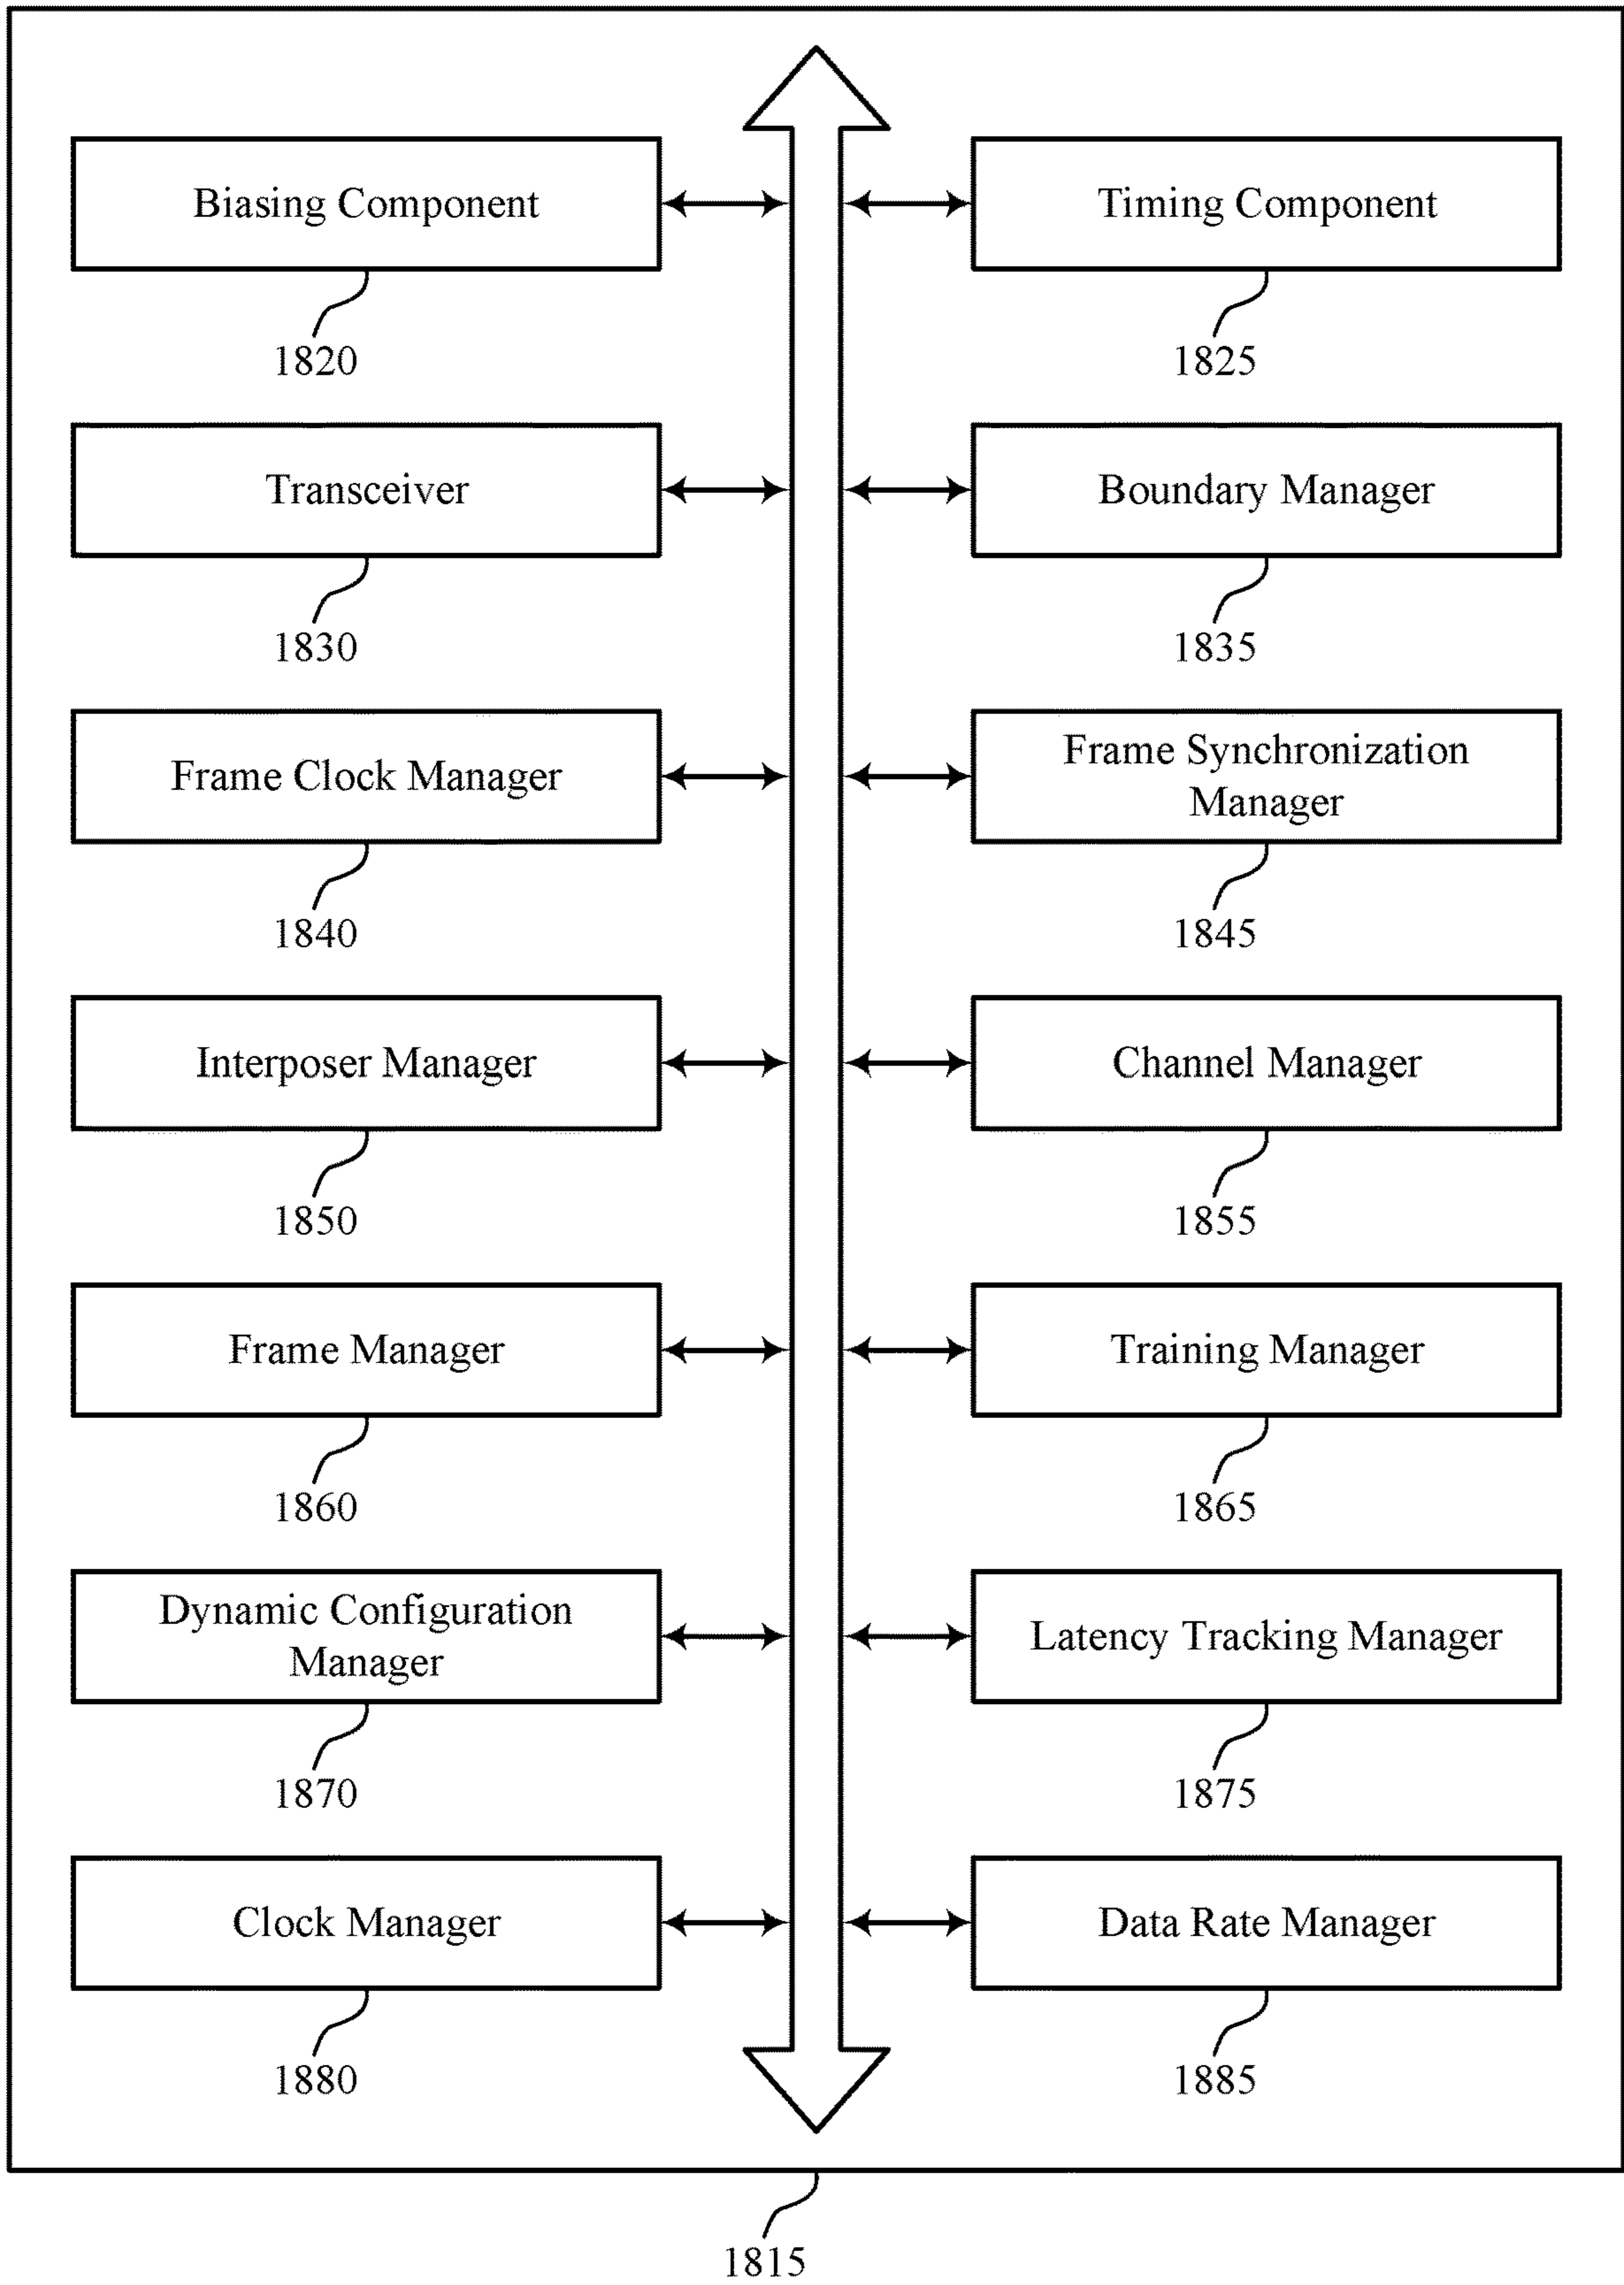 Biasing Component
Timing Component
1820
1825
Transceiver
Boundary Manager
1830
1835
Frame Clock Manager
Frame Synchronization
Manager
1840
1845
Interposer Manager
Channel Manager
1850
1855
Frame Manager
Training Manager
1860
1865
Dynamic Configuration
Manager
Latency Tracking Manager
1870
1875
Clock Manager
Data Rate Manager
1880
1885
1815